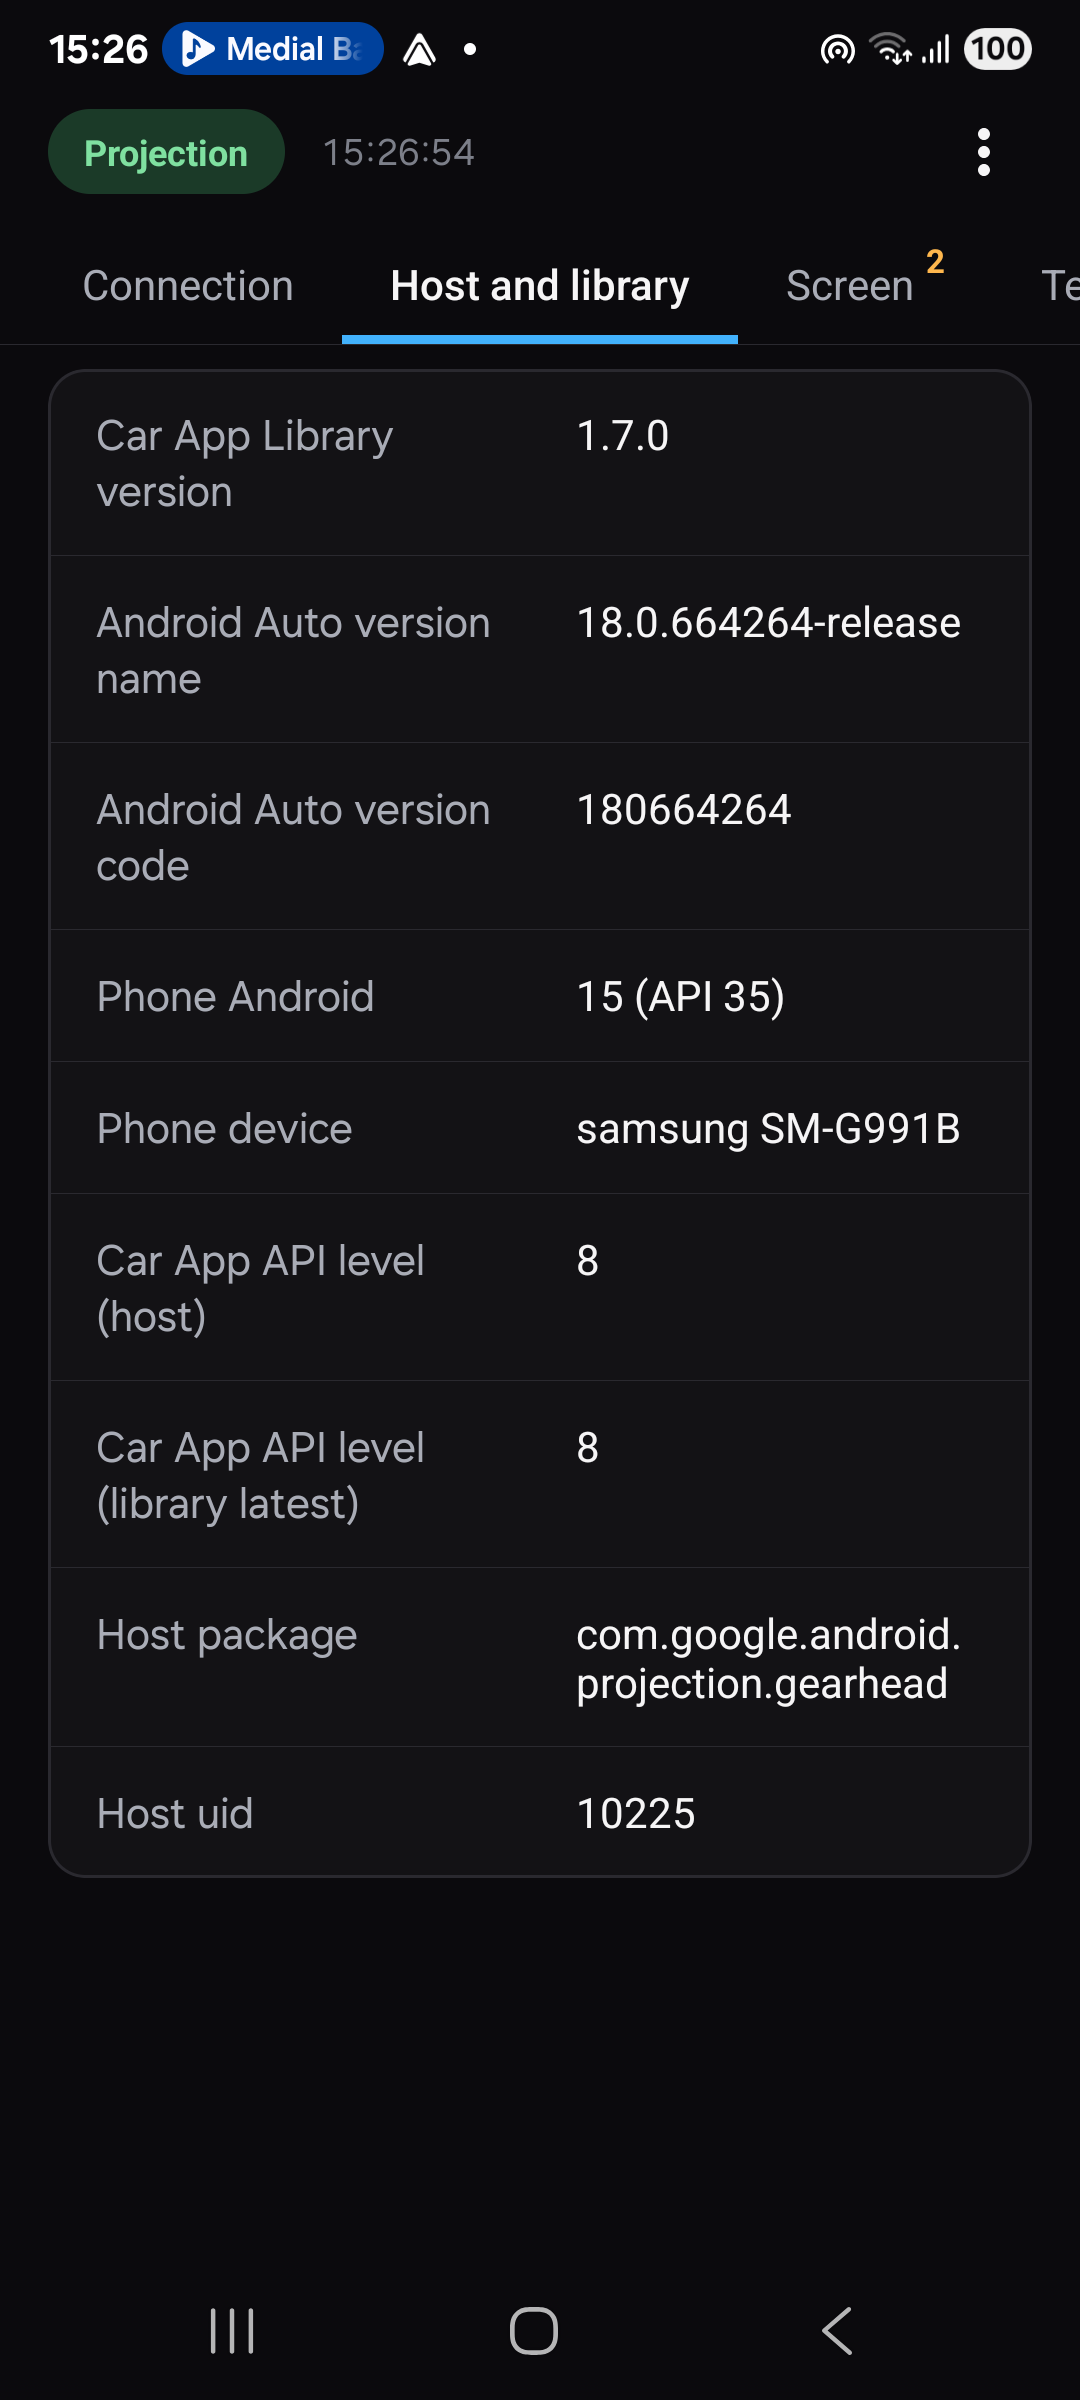 15:26 Medial 100
Projection 15:26:54
Connection Host and library Screen 2
Car App Library 1.7.0
version
Android Auto version 18.0.664264-release
name
Android Auto version 180664264
code
Phone Android 15 (API 35)
Phone device samsung SM-G991B
Car App API level 8
(host)
Car App API level 8
(library latest)
Host package com.google.android.
projection.gearhead
Host uid 10225